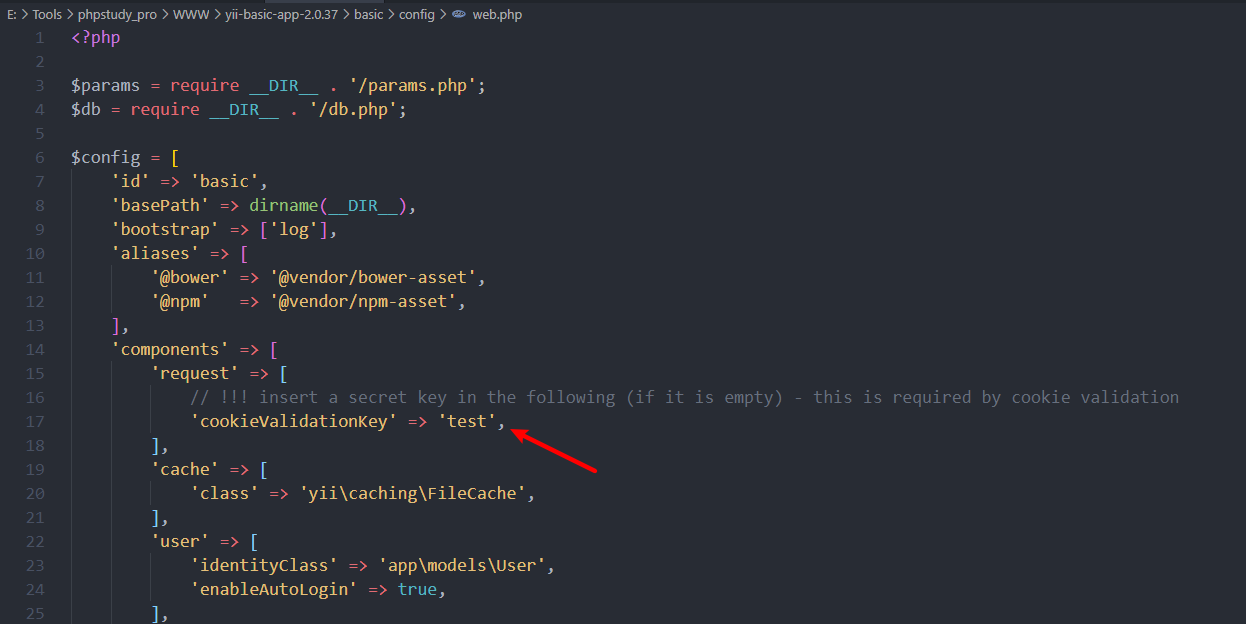 E: > Tools > phpstudy_pro > WWW > yii-basic-app-2.0.37 > basic > config > web.php
1 <?php
2
3 $params = require __DIR__ . '/params.php';
4 $db = require __DIR__ . '/db.php';
5
6 $config = [
7     'id' => 'basic',
8     'basePath' => dirname(__DIR__),
9     'bootstrap' => ['log'],
10     'aliases' => [
11         '@bower' => '@vendor/bower-asset',
12         '@npm'   => '@vendor/npm-asset',
13     ],
14     'components' => [
15         'request' => [
16             // !!! insert a secret key in the following (if it is empty) - this is required by cookie validation
17             'cookieValidationKey' => 'test',
18         ],
19         'cache' => [
20             'class' => 'yii\caching\FileCache',
21         ],
22         'user' => [
23             'identityClass' => 'app\models\User',
24             'enableAutoLogin' => true,
25         ],